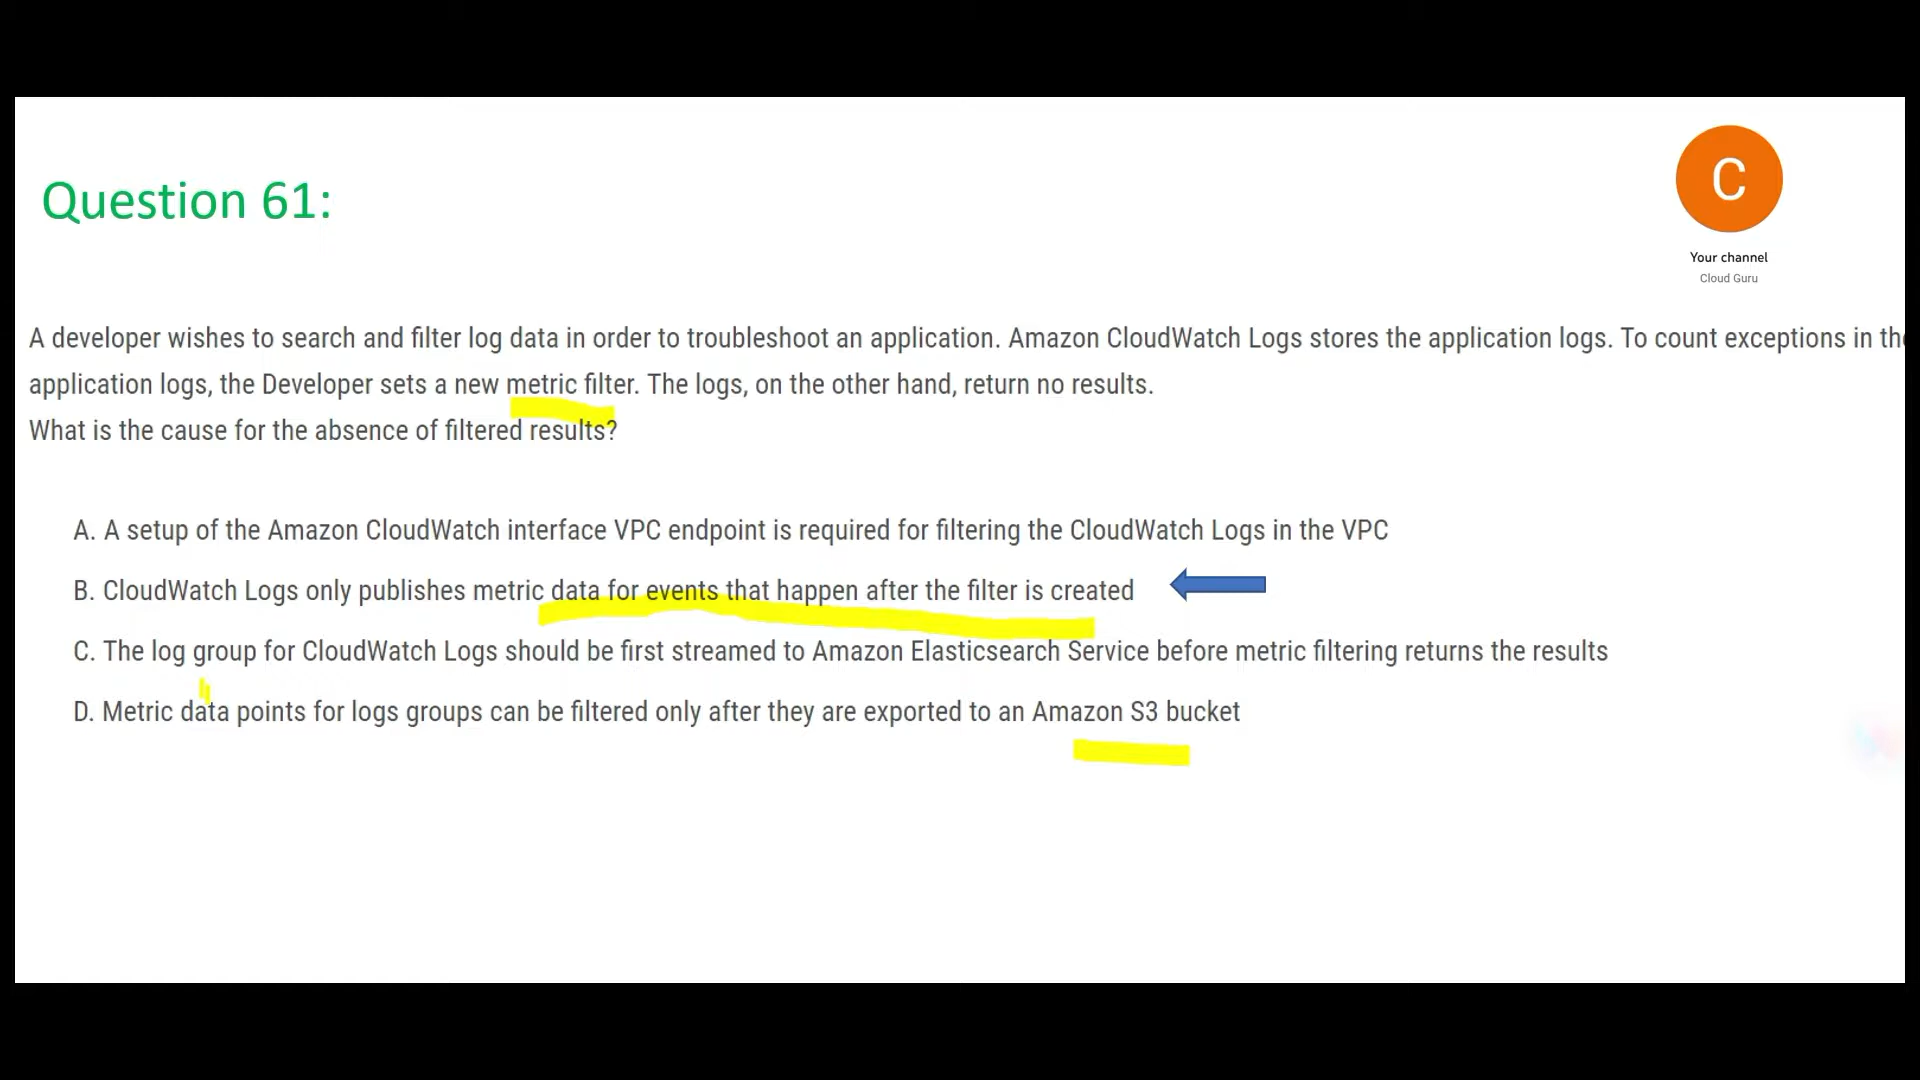 Question 61:
C
Your channel
Cloud Guru
A developer wishes to search and filter log data in order to troubleshoot an application. Amazon CloudWatch Logs stores the application logs. To count exceptions in
application logs, the Developer sets a new metric filter. The logs, on the other hand, return no results.
What is the cause for the absence of filtered results?
A. A setup of the Amazon CloudWatch interface VPC endpoint is required for filtering the CloudWatch Logs in the VPC
B. CloudWatch Logs only publishes metric data for events that happen after the filter is created
C. The log group for CloudWatch Logs should be first streamed to Amazon Elasticsearch Service before metric filtering returns the results
D. Metric data points for logs groups can be filtered only after they are exported to an Amazon S3 bucket